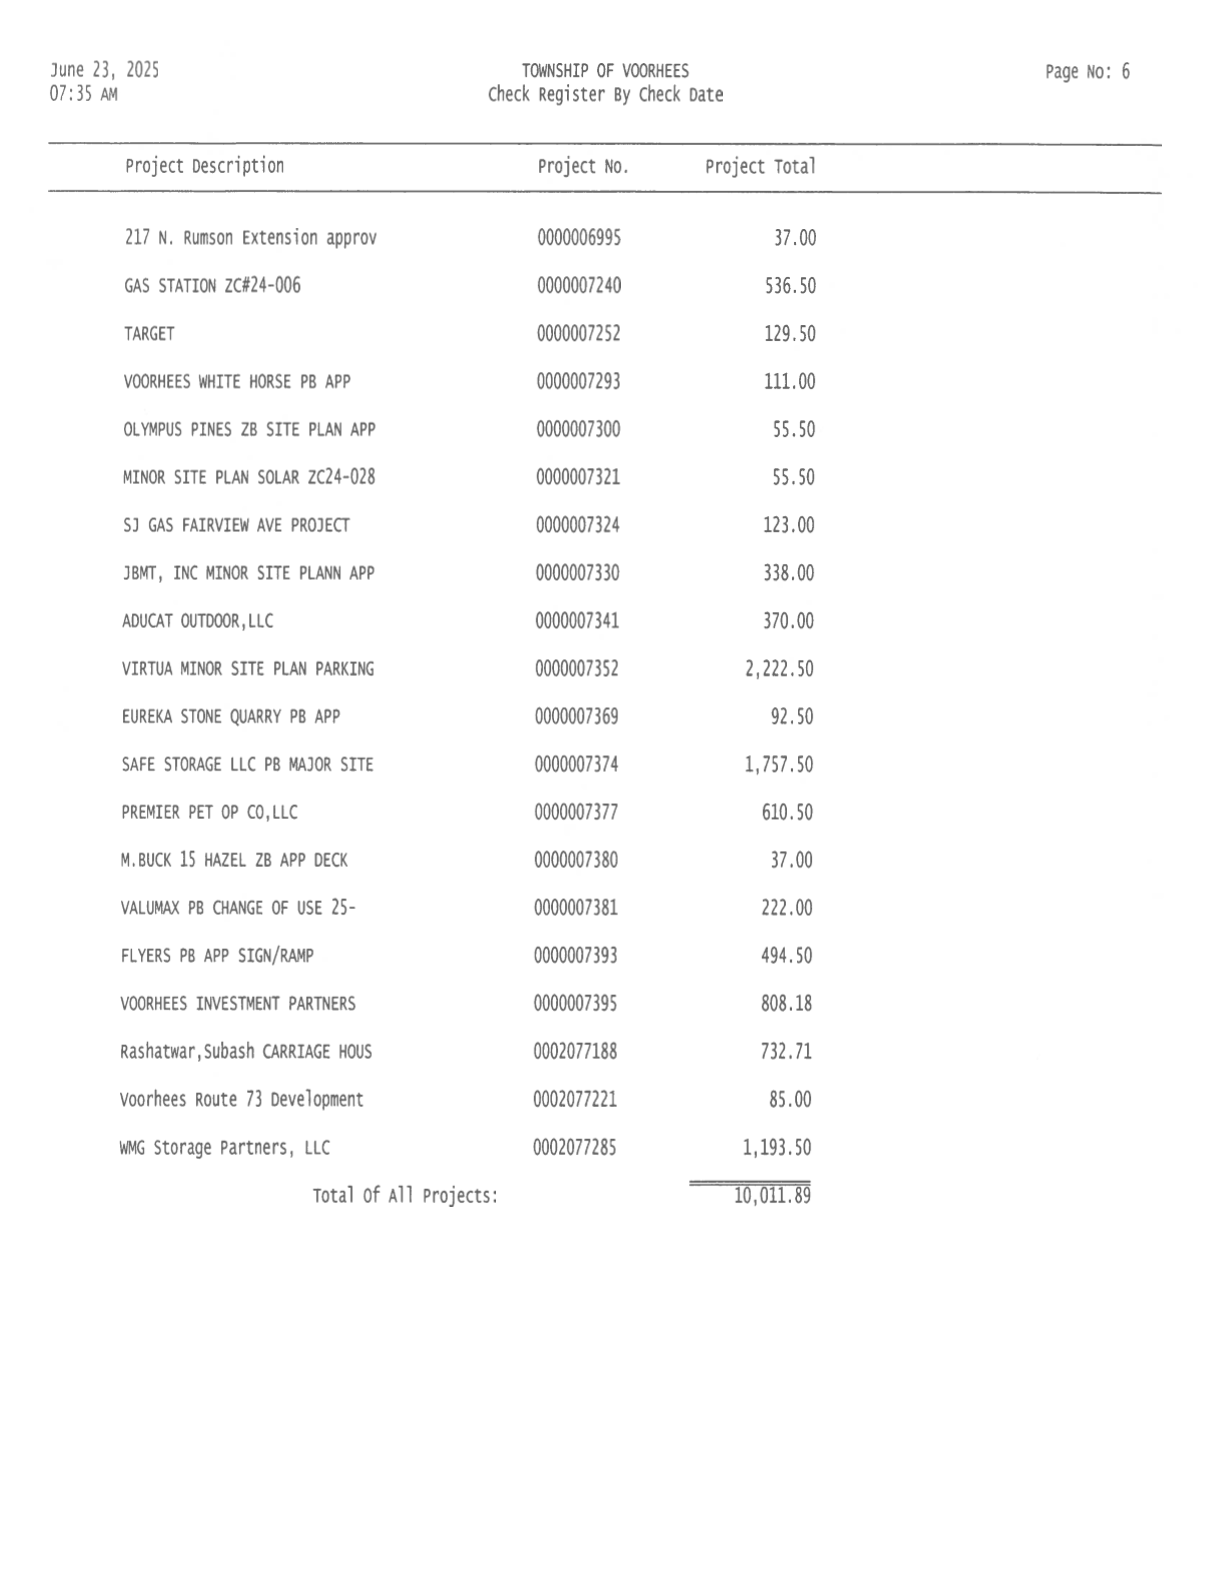 June 23, 2025 TOWNSHIP OF VOORHEES Page No: 6
07:35 AM Check Register By Check Date
Project Description Project No. Project Total
217 N. Rumson Extension approv 0000006995 37.00
GAS STATION ZC#24-006 0000007240 536.50
TARGET 0000007252 129.50
VOORHEES WHITE HORSE PB APP 0000007293 111.00
OLYMPUS PINES ZB SITE PLAN APP 0000007300 55.50
MINOR SITE PLAN SOLAR ZC24-028 0000007321 55.50
SJ GAS FAIRVIEW AVE PROJECT 0000007324 123.00
JBMT, INC MINOR SITE PLANN APP 0000007330 338.00
ADUCAT OUTDOOR,LLC 0000007341 370.00
VIRTUA MINOR SITE PLAN PARKING 0000007352 2,222.50
EUREKA STONE QUARRY PB APP 0000007369 92.50
SAFE STORAGE LLC PB MAJOR SITE 0000007374 1,757.50
PREMIER PET OP CO,LLC 0000007377 610.50
M.BUCK 15 HAZEL ZB APP DECK 0000007380 37.00
VALUMAX PB CHANGE OF USE 25- 0000007381 222.00
FLYERS PB APP SIGN/RAMP 0000007393 494.50
VOORHEES INVESTMENT PARTNERS 0000007395 808.18
Rashatwar,Subash CARRIAGE HOUS 0002077188 732.71
Voorhees Route 73 Development 0002077221 85.00
WMG Storage Partners, LLC 0002077285 1,193.50
Total Of All Projects: 10,011.89